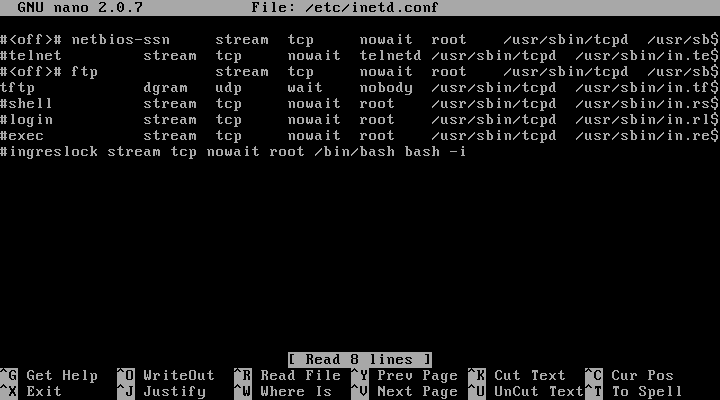 GNU nano 2.0.7 File: /etc/inetd.conf
#<off># netbios-ssn stream tcp nowait root /usr/sbin/tcpd /usr/sb$
#telnet stream tcp nowait telnetd /usr/sbin/tcpd /usr/sbin/in.te$
#<off># ftp stream tcp nowait root /usr/sbin/tcpd /usr/sb$
tftp dgram udp wait nobody /usr/sbin/tcpd /usr/sbin/in.tf$
#shell stream tcp nowait root /usr/sbin/tcpd /usr/sbin/in.rs$
#login stream tcp nowait root /usr/sbin/tcpd /usr/sbin/in.rl$
#exec stream tcp nowait root /usr/sbin/tcpd /usr/sbin/in.re$
#ingreslock stream tcp nowait root /bin/bash bash -i
[ Read 8 lines ]
^G Get Help ^O WriteOut ^R Read File ^Y Prev Page ^K Cut Text ^C Cur Pos
^X Exit ^J Justify ^W Where Is ^V Next Page ^U UnCut Text ^T To Spell